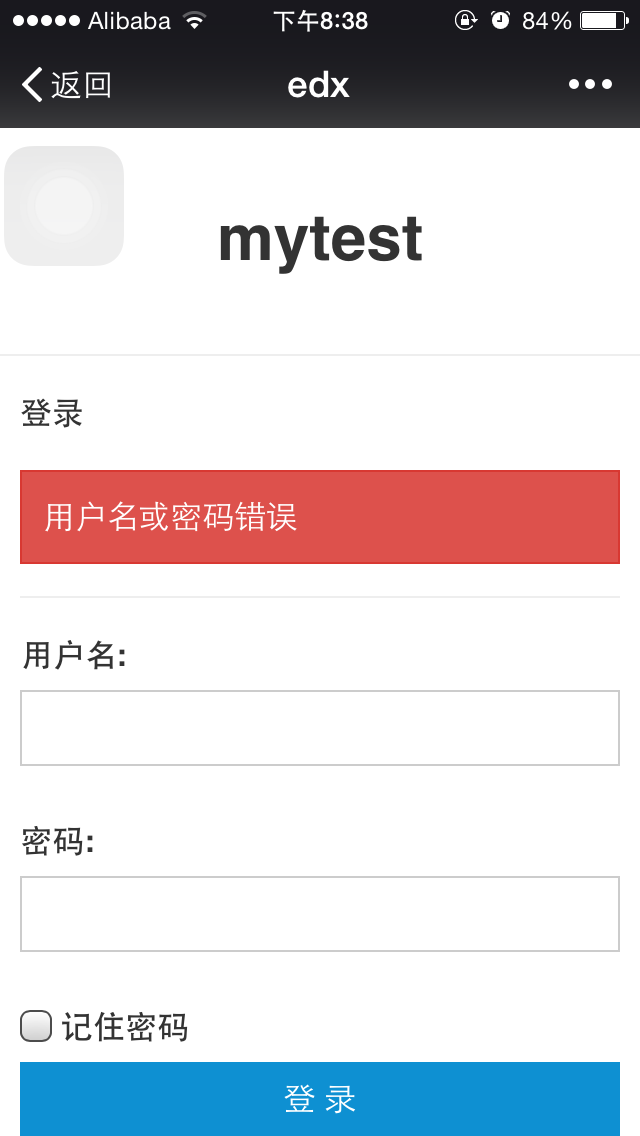 Alibaba 下午8:38 84%
返回 edx
mytest
登录
用户名或密码错误
用户名:
密码:
记住密码
登 录